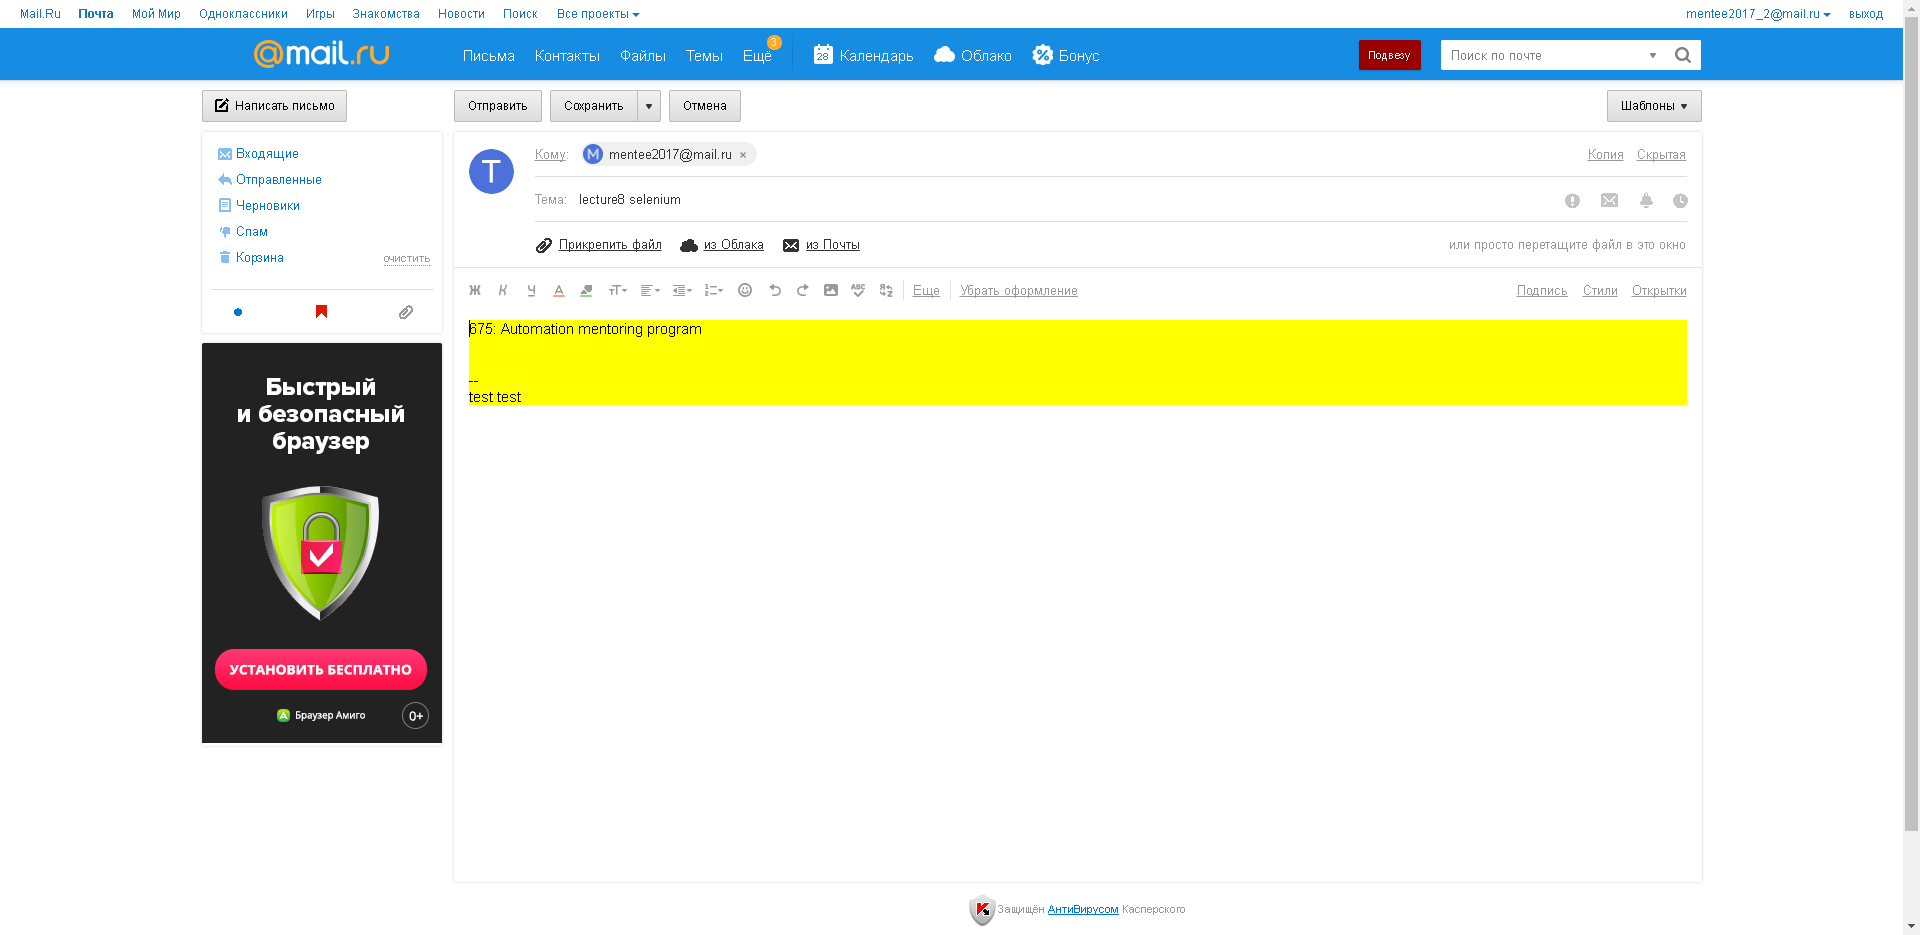 Mail.Ru Почта Мой Мир Одноклассники Игры Знакомства Новости Поиск Все проекты mentee2017_2@mail.ru выход
@mail.ru Письма Контакты Файлы Темы Ещё 3 28 Календарь Облако Бонус Подвезу Поиск по почте
Написать письмо Отправить Сохранить Отмена Шаблоны
Входящие
Отправленные
Черновики
Спам
Корзина очистить
Быстрый
и безопасный
браузер
УСТАНОВИТЬ БЕСПЛАТНО
Браузер Амиго 0+
T Кому: M mentee2017@mail.ru × Копия Скрытая
Тема: lecture8 selenium
Прикрепить файл из Облака из Почты или просто перетащите файл в это окно
Ж К Ч А тТ ABC Еще Убрать оформление Подпись Стили Открытки
675: Automation mentoring program
--
test test
Защищён АнтиВирусом Касперского